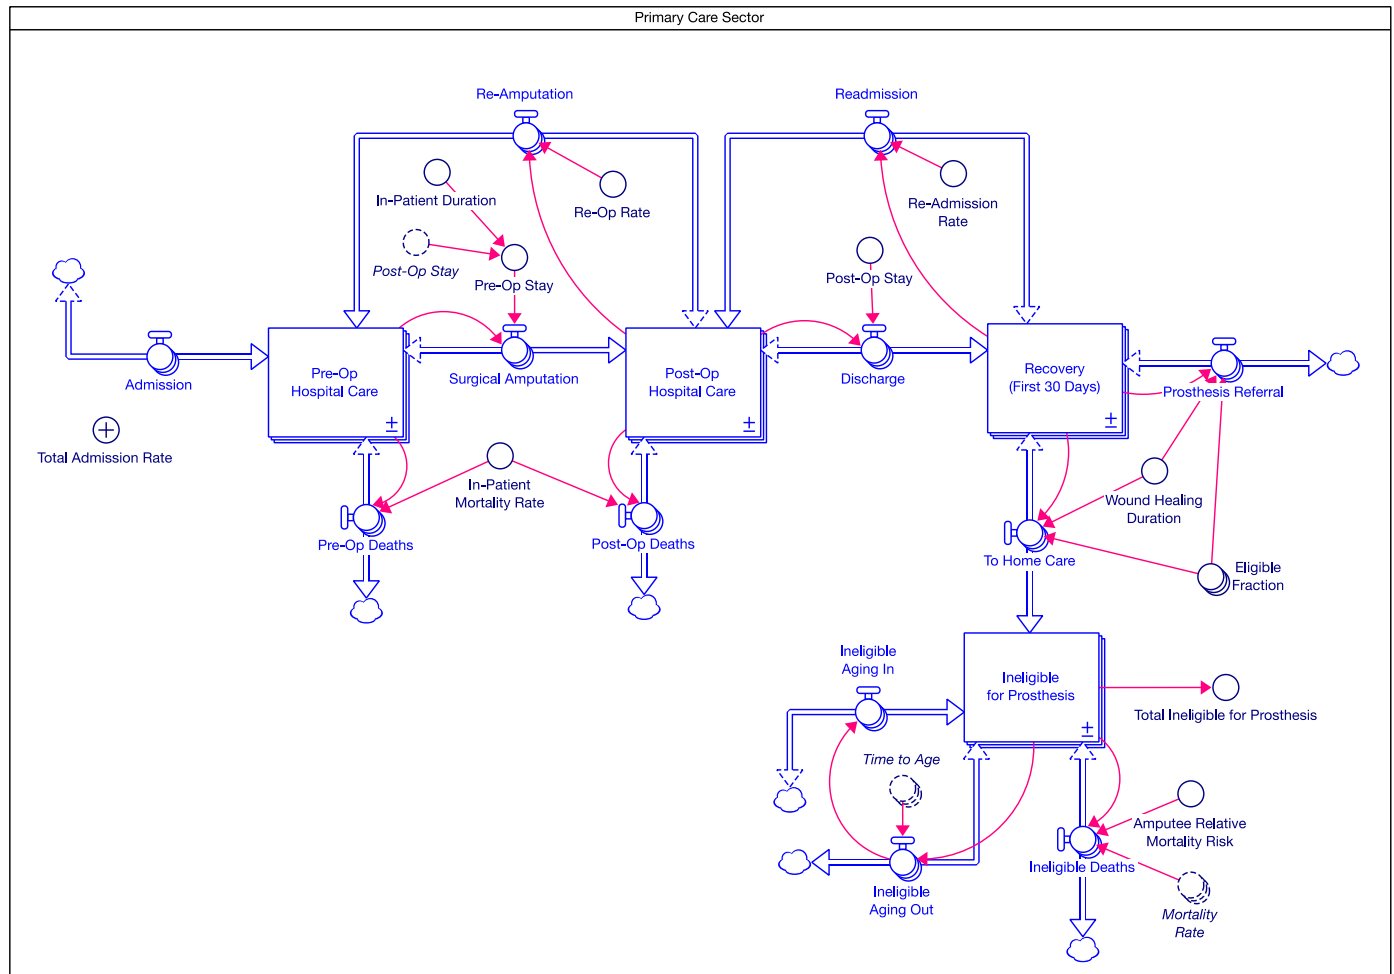 Primary Care Sector
Re-Amputation
Readmission
In-Patient Duration
Re-Op Rate
Re-Admission
Rate
Post-Op Stay
Pre-Op Stay
Post-Op Stay
Admission
Pre-Op
Hospital Care
Surgical Amputation
Post-Op
Hospital Care
Discharge
Recovery
(First 30 Days)
Prosthesis Referral
Total Admission Rate
In-Patient
Mortality Rate
Wound Healing
Duration
Pre-Op Deaths
Post-Op Deaths
To Home Care
Eligible
Fraction
Ineligible
Aging In
Ineligible
for Prosthesis
Total Ineligible for Prosthesis
Time to Age
Amputee Relative
Mortality Risk
Ineligible Deaths
Ineligible
Aging Out
Mortality
Rate